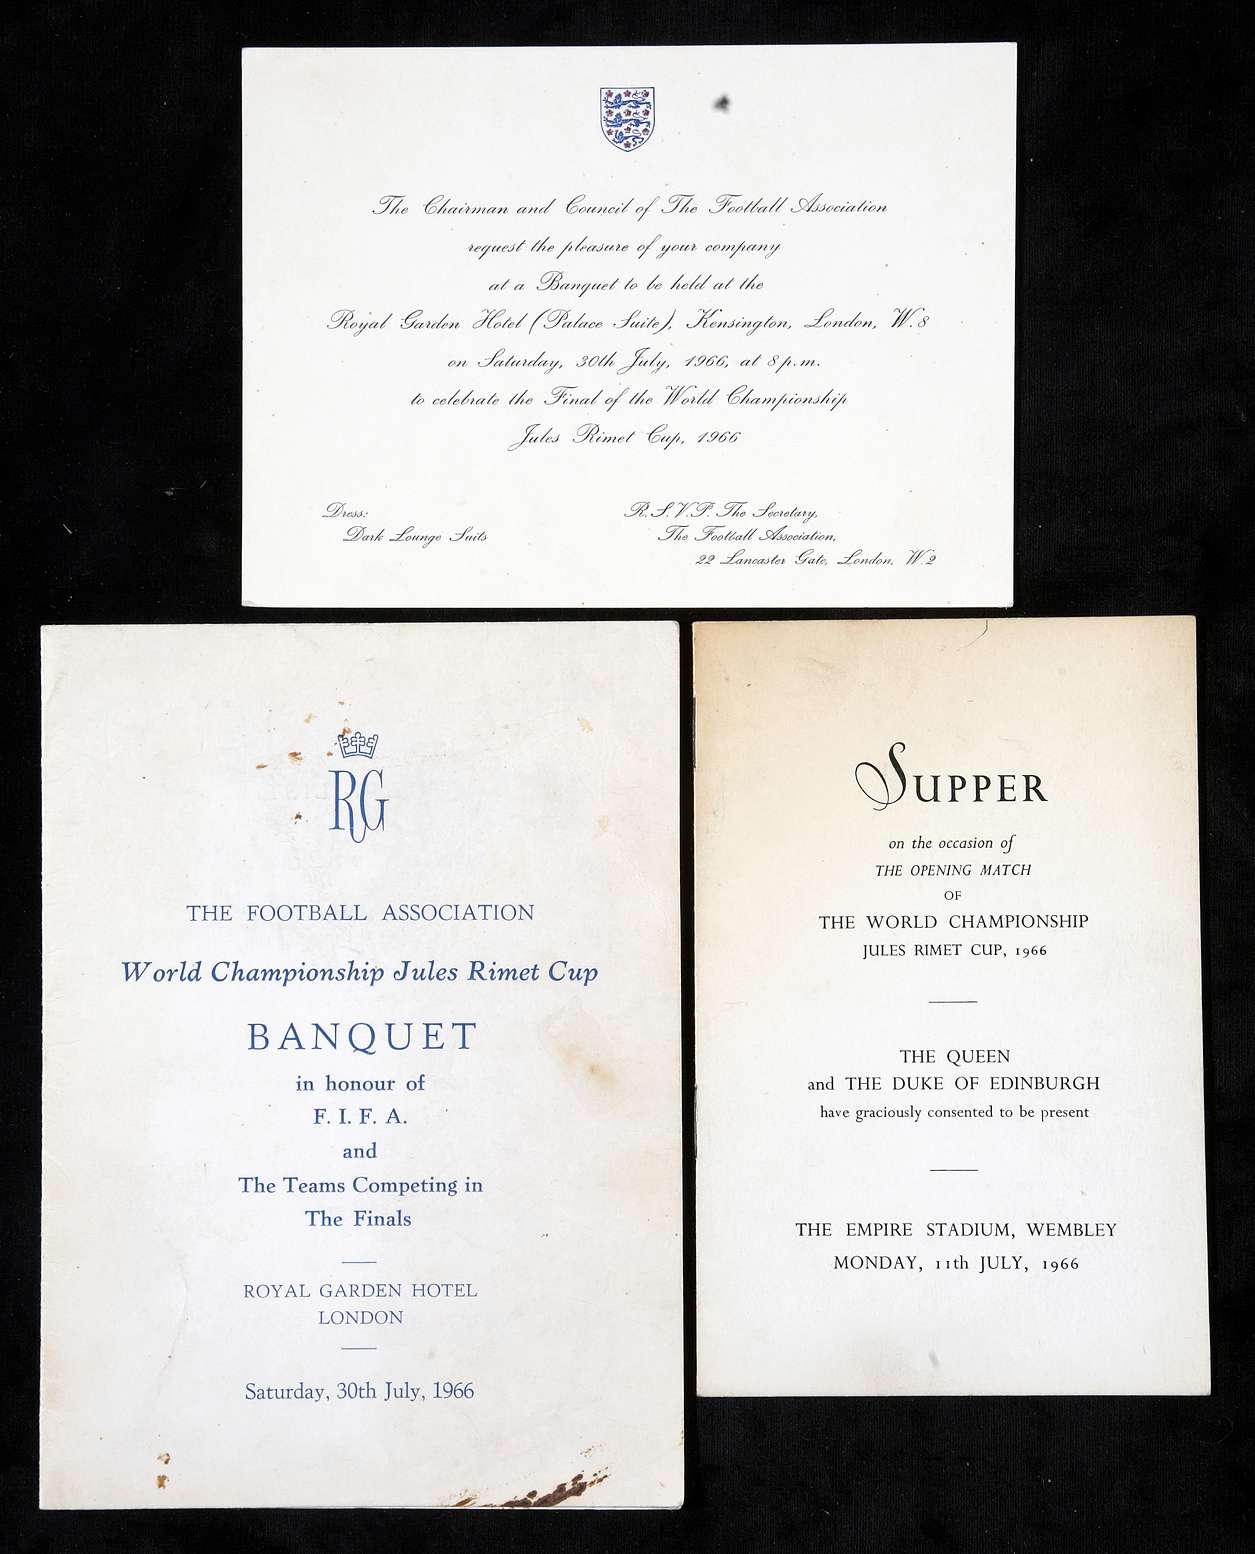 The Chairman and Council of The Football Association
request the pleasure of your company
at a Banquet to be held at the
Royal Garden Hotel (Palace Suite), Kensington, London, W.8
on Saturday, 30th July, 1966, at 8 p.m.
to celebrate the Final of the World Championship
Jules Rimet Cup, 1966
Dress:
Dark Lounge Suits
R.S.V.P. The Secretary,
The Football Association,
22 Lancaster Gate, London, W.2
RG
THE FOOTBALL ASSOCIATION
World Championship Jules Rimet Cup
BANQUET
in honour of
F. I. F. A.
and
The Teams Competing in
The Finals
ROYAL GARDEN HOTEL
LONDON
Saturday, 30th July, 1966
SUPPER
on the occasion of
THE OPENING MATCH
OF
THE WORLD CHAMPIONSHIP
JULES RIMET CUP, 1966
THE QUEEN
and THE DUKE OF EDINBURGH
have graciously consented to be present
THE EMPIRE STADIUM, WEMBLEY
MONDAY, 11th JULY, 1966